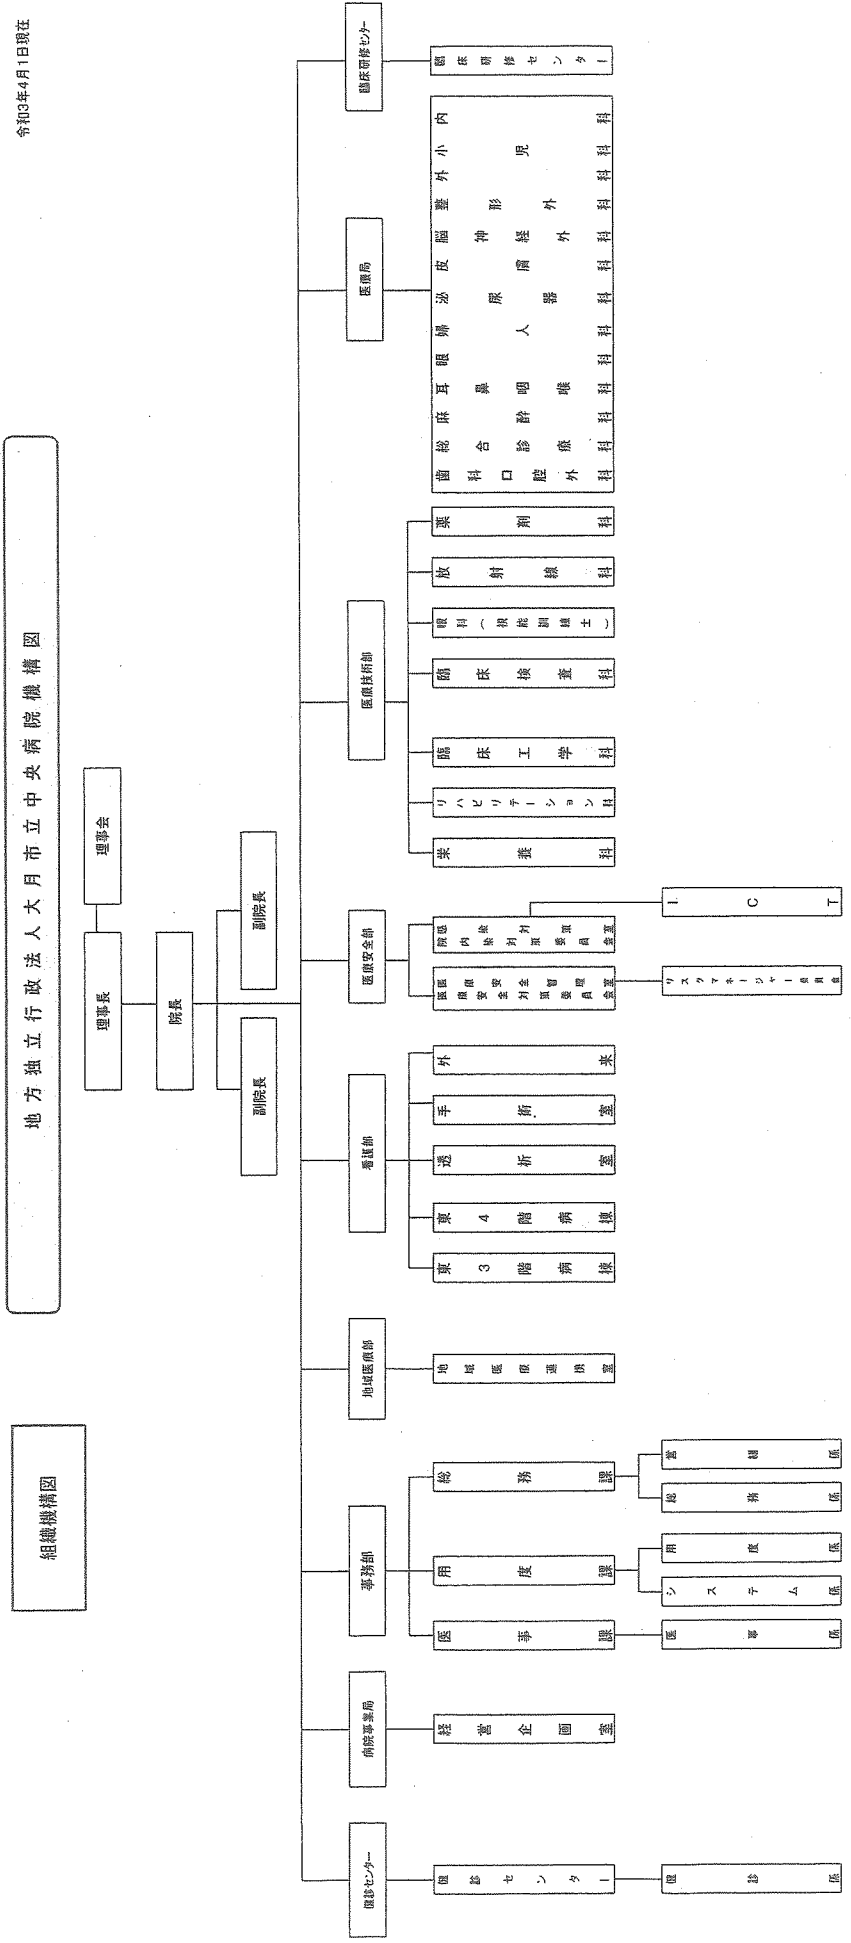 組織機構図
地方独立行政法人大月市立中央病院機構図
令和3年4月1日現在
理事長
理事会
院長
副院長
副院長
健診センター
病院事業局
事務部
地域医療部
看護部
医療安全部
医療技術部
医療局
臨床研修センター
健診センター
経営企画室
医事課
用度課
総務課
地域医療連携室
東3階病棟
東4階病棟
透析室
手術室
外来
医療安全管理室
医療安全対策委員会
院内感染対策委員会
栄養科
リハビリテーション科
臨床工学科
臨床検査科
眼科(視能訓練士)
放射線科
薬剤科
歯科口腔外科
総合診療科
麻酔科
耳鼻咽喉科
眼科
婦人科
泌尿器科
皮膚科
脳神経外科
整形外科
外科
小児科
内科
臨床研修センター
健診係
医事係
システム係
用度係
総務係
営繕係
リスクマネージャー委員会
ICT